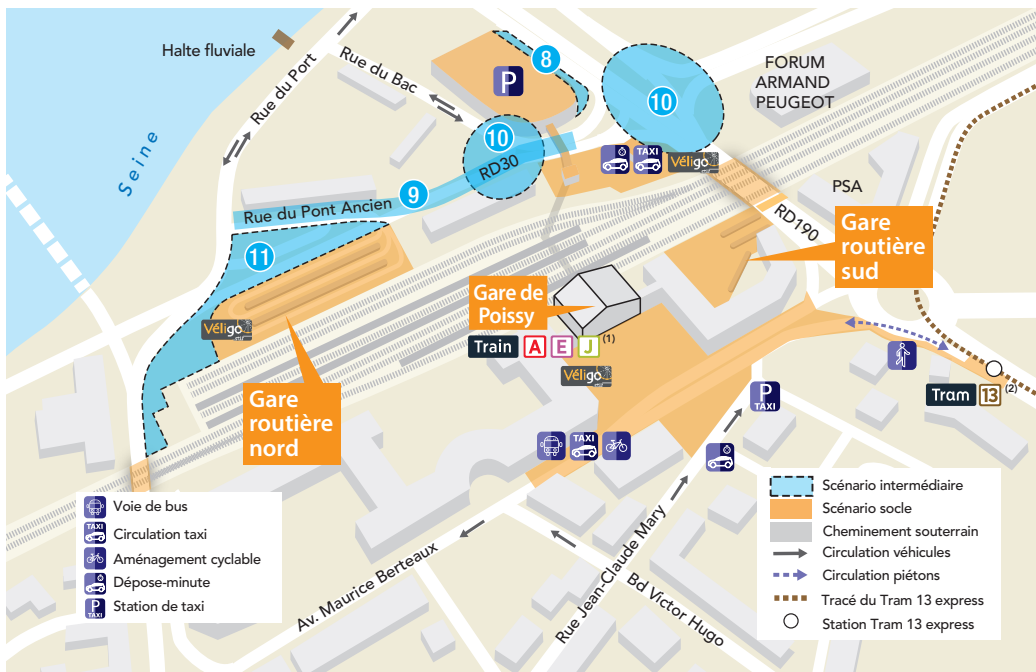 Halte fluviale
Rue du Port
Rue du Bac
Seine
P
8
10
10
FORUM
ARMAND
PEUGEOT
RD30
9
Rue du Pont Ancien
TAXI
Véligo
PSA
RD190
Gare
routière
sud
11
Véligo
Gare de
Poissy
Train A E J (1)
Véligo
Gare
routière
nord
P
TAXI
Tram 13 (2)
TAXI
Av. Maurice Berteaux
Rue Jean-Claude Mary
Bd Victor Hugo
Voie de bus
TAXI
Circulation taxi
Aménagement cyclable
Dépose-minute
P
TAXI
Station de taxi
Scénario intermédiaire
Scénario socle
Cheminement souterrain
Circulation véhicules
Circulation piétons
Tracé du Tram 13 express
Station Tram 13 express